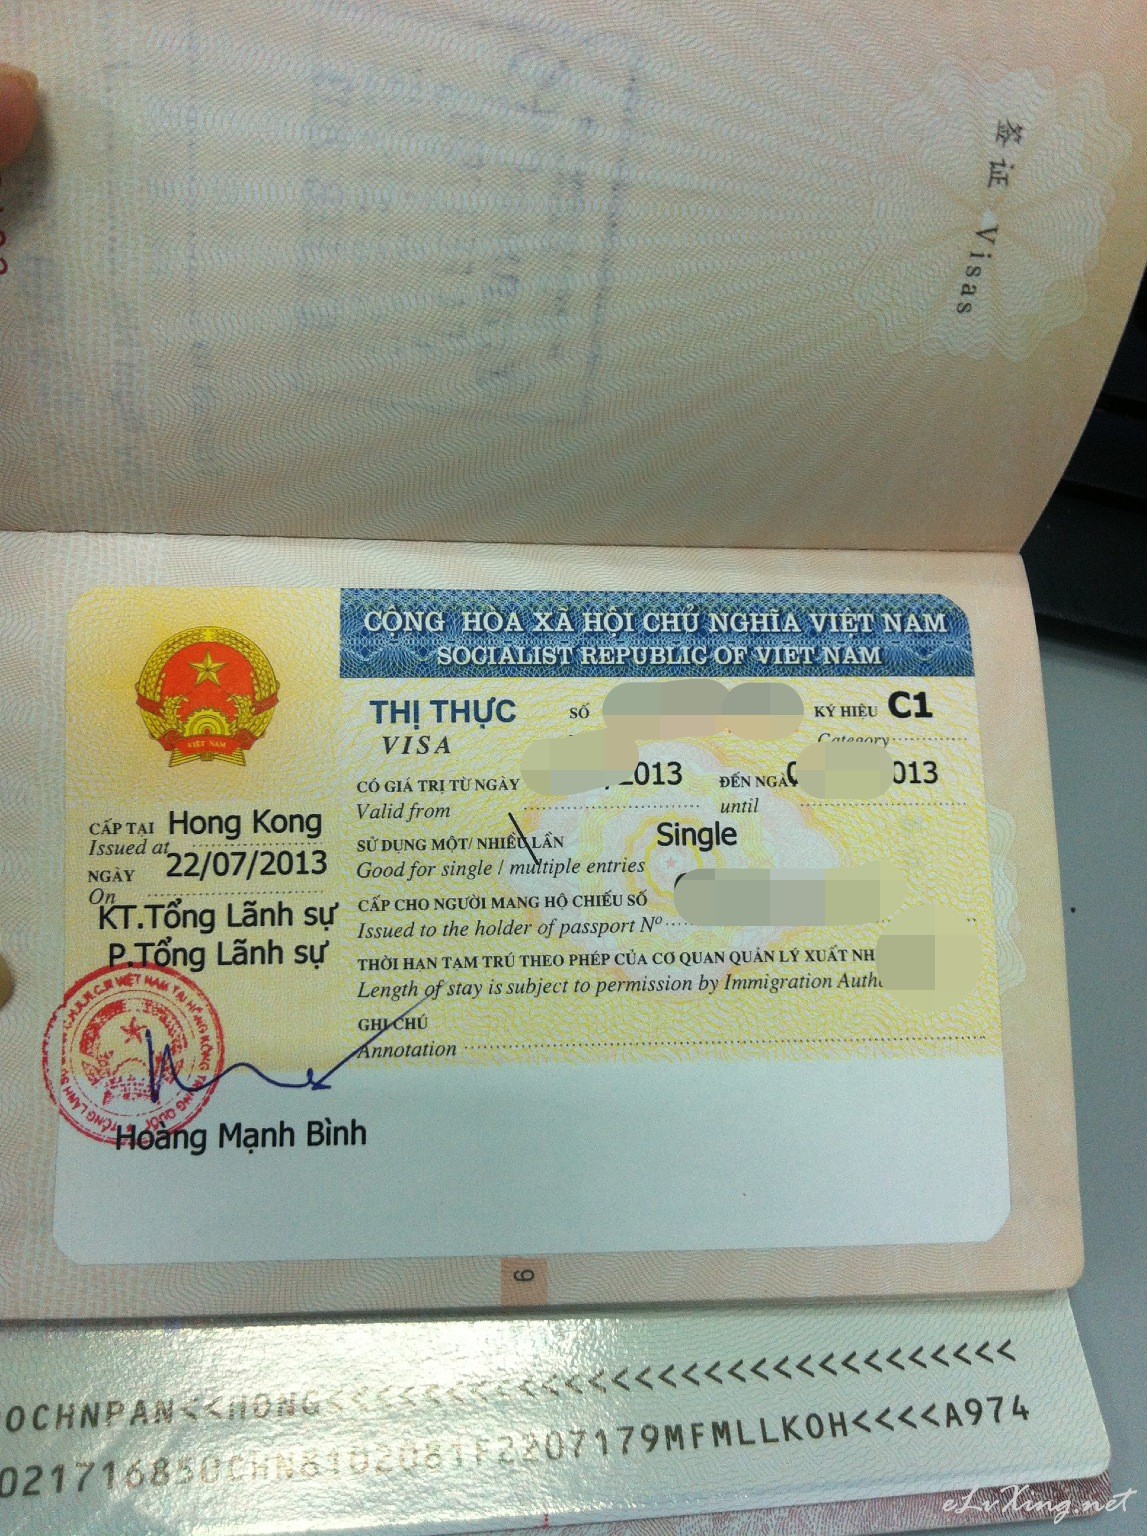 签证 Visas
CỘNG HÒA XÃ HỘI CHỦ NGHĨA VIỆT NAM
SOCIALIST REPUBLIC OF VIET NAM
VIỆT NAM
THỊ THỰC SỐ KÝ HIỆU C1
VISA Category
CÓ GIÁ TRỊ TỪ NGÀY 2013 ĐẾN NGÀY 013
Valid from until
CẤP TẠI Hong Kong
Issued at
NGÀY 22/07/2013
On
KT.Tổng Lãnh sự
P.Tổng Lãnh sự
SỬ DỤNG MỘT/ NHIỀU LẦN Single
Good for single / multiple entries
CẤP CHO NGƯỜI MANG HỘ CHIẾU SỐ
Issued to the holder of passport Nº
THỜI HẠN TẠM TRÚ THEO PHÉP CỦA CƠ QUAN QUẢN LÝ XUẤT NH
Length of stay is subject to permission by Immigration Auth
GHI CHÚ
Annotation
Hoàng Mạnh Bình
9
OCHNPAN<<HONG<<<<<<<<<<<<<<<<<<<<<<<<<<<<<
021716850CHN8102081F2207179MFMLLKOH<<<<A974
eLvXing.net